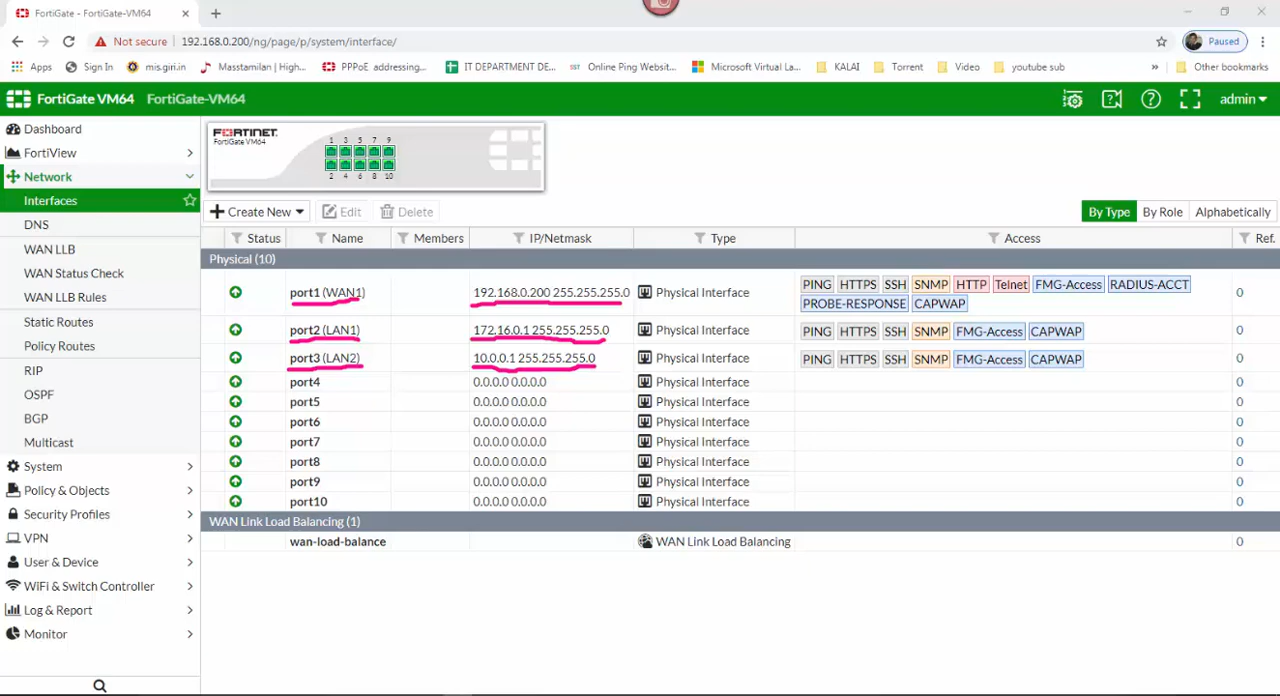 FortiGate - FortiGate-VM64
Not secure | 192.168.0.200/ng/page/p/system/interface/
Paused
Apps Sign In mis.giri.in Masstamilan | High... PPPoE addressing... IT DEPARTMENT DE... Online Ping Websit... Microsoft Virtual La... KALAI Torrent Video youtube sub » Other bookmarks
FortiGate VM64 FortiGate-VM64 admin
Dashboard
FortiView
Network
Interfaces
DNS
WAN LLB
WAN Status Check
WAN LLB Rules
Static Routes
Policy Routes
RIP
OSPF
BGP
Multicast
System
Policy & Objects
Security Profiles
VPN
User & Device
WiFi & Switch Controller
Log & Report
Monitor
FORTINET
FortiGate VM64
1 3 5 7 9
2 4 6 8 10
Create New Edit Delete By Type By Role Alphabetically
Status Name Members IP/Netmask Type Access Ref.
Physical (10)
port1 (WAN1) 192.168.0.200 255.255.255.0 Physical Interface PING HTTPS SSH SNMP HTTP Telnet FMG-Access RADIUS-ACCT 0
PROBE-RESPONSE CAPWAP
port2 (LAN1) 172.16.0.1 255.255.255.0 Physical Interface PING HTTPS SSH SNMP FMG-Access CAPWAP 0
port3 (LAN2) 10.0.0.1 255.255.255.0 Physical Interface PING HTTPS SSH SNMP FMG-Access CAPWAP 0
port4 0.0.0.0 0.0.0.0 Physical Interface 0
port5 0.0.0.0 0.0.0.0 Physical Interface 0
port6 0.0.0.0 0.0.0.0 Physical Interface 0
port7 0.0.0.0 0.0.0.0 Physical Interface 0
port8 0.0.0.0 0.0.0.0 Physical Interface 0
port9 0.0.0.0 0.0.0.0 Physical Interface 0
port10 0.0.0.0 0.0.0.0 Physical Interface 0
WAN Link Load Balancing (1)
wan-load-balance WAN Link Load Balancing 0